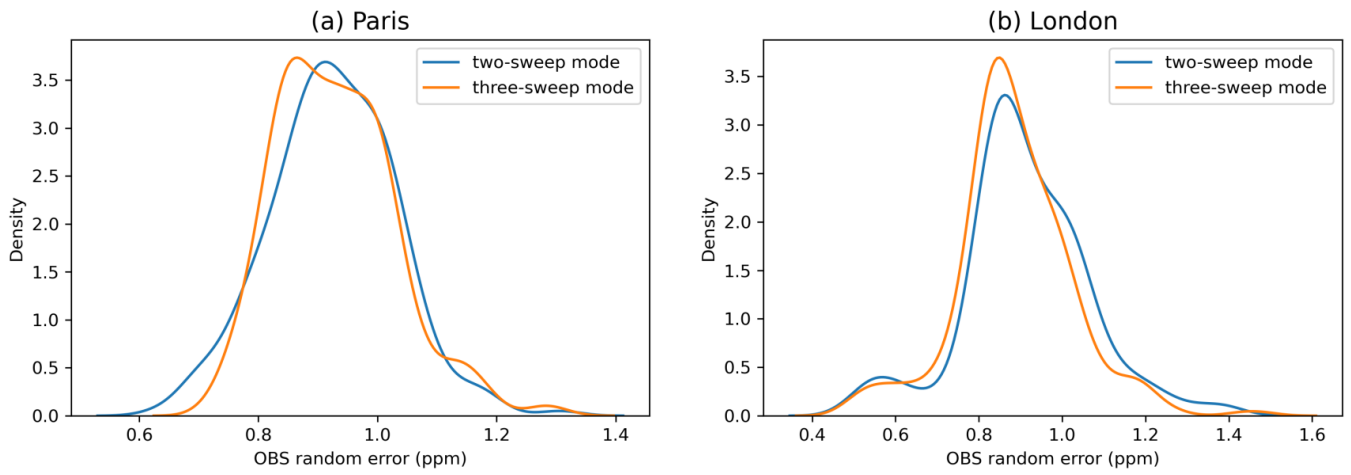 (a) Paris
two-sweep mode
three-sweep mode
3.5
3.0
2.5
2.0
1.5
1.0
0.5
0.0
Density
0.6 0.8 1.0 1.2 1.4
OBS random error (ppm)
(b) London
two-sweep mode
three-sweep mode
3.5
3.0
2.5
2.0
1.5
1.0
0.5
0.0
Density
0.4 0.6 0.8 1.0 1.2 1.4 1.6
OBS random error (ppm)